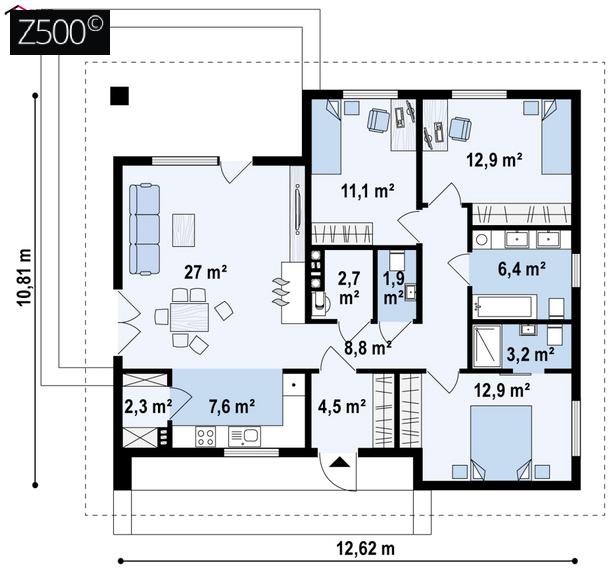 Z500©
12,9 m²
11,1 m²
27 m²
2,7
m²
1,9
m²
6,4 m²
10,81 m
8,8 m²
3,2 m²
2,3 m²
7,6 m²
4,5 m²
12,9 m²
12,62 m